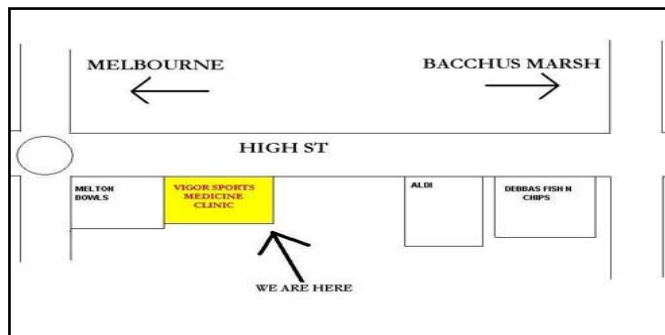 MELBOURNE
BACCHUS MARSH
HIGH ST
MELTON
BOWLS
VIGOR SPORTS
MEDICINE
CLINIC
ALDI
DEBBAS FISH N
CHIPS
WE ARE HERE